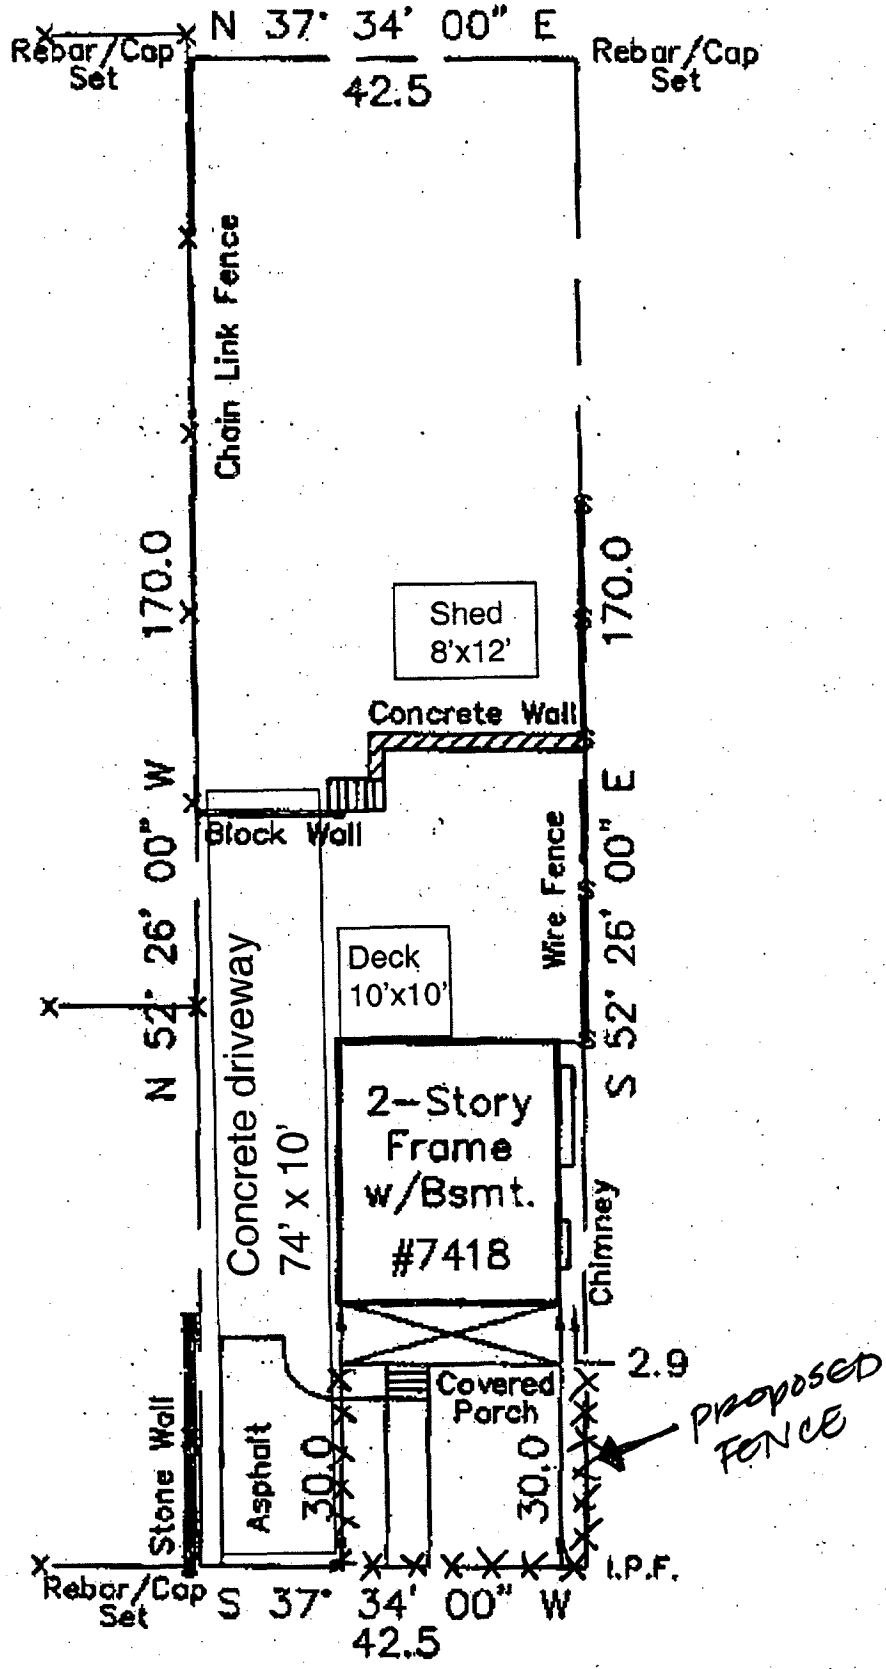 N 37° 34' 00" E
Rebar/Cap
Set
Rebar/Cap
Set
42.5
Chain Link Fence
170.0
170.0
Shed
8'x12'
Concrete Wall
N 52° 26' 00" W
S 52° 26' 00" E
Block Wall
Wire Fence
Deck
10'x10'
Concrete driveway
74' x 10'
2-Story
Frame
w/Bsmt.
#7418
Chimney
2.9
Covered
Porch
PROPOSED
FENCE
Stone Wall
Asphalt
30.0
30.0
I.P.F.
Rebar/Cap
Set
S 37° 34' 00" W
42.5